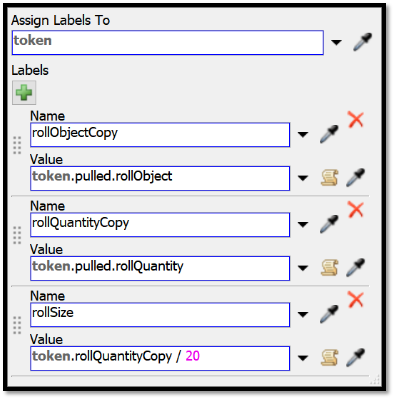 Assign Labels To
token
Labels
Name
rollObjectCopy
Value
token.pulled.rollObject
Name
rollQuantityCopy
Value
token.pulled.rollQuantity
Name
rollSize
Value
token.rollQuantityCopy / 20